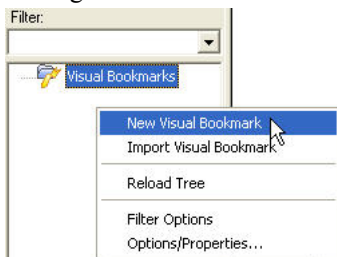 Filter:
Visual Bookmarks
New Visual Bookmark
Import Visual Bookmark
Reload Tree
Filter Options
Options/Properties...